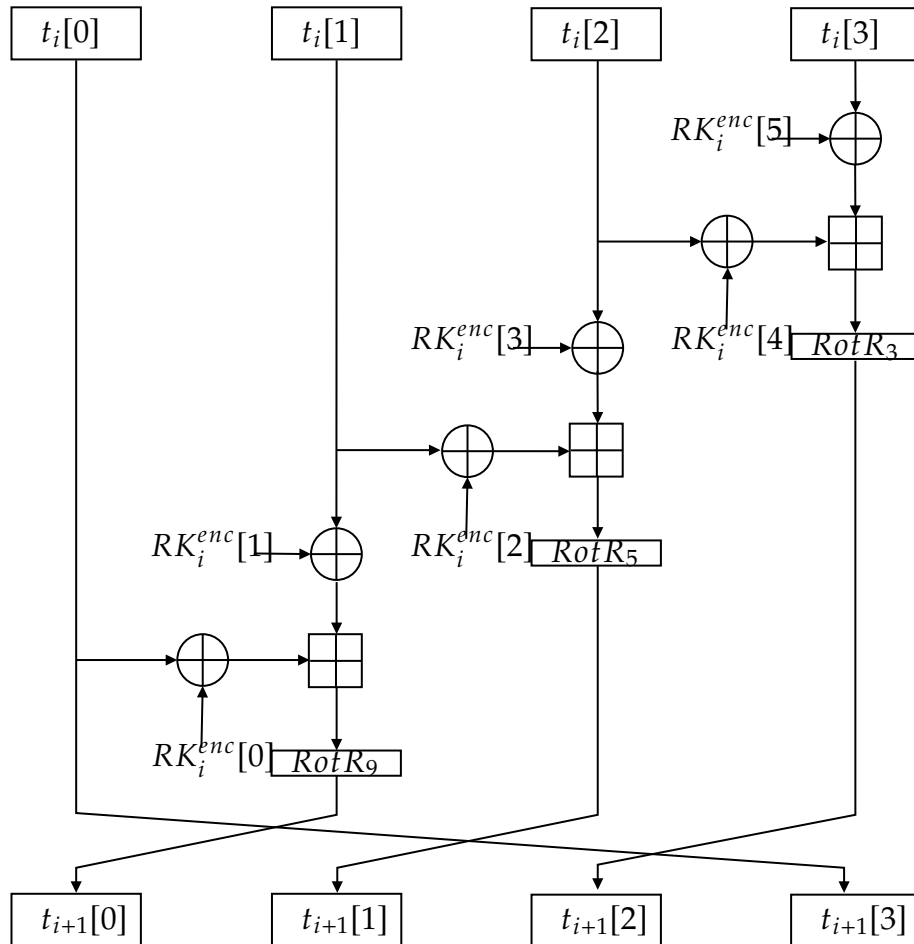 t_i[0] t_i[1] t_i[2] t_i[3]
RK_i^{enc}[5]
RK_i^{enc}[3] RK_i^{enc}[4] RotR_3
RK_i^{enc}[1] RK_i^{enc}[2] RotR_5
RK_i^{enc}[0] RotR_9
t_{i+1}[0] t_{i+1}[1] t_{i+1}[2] t_{i+1}[3]